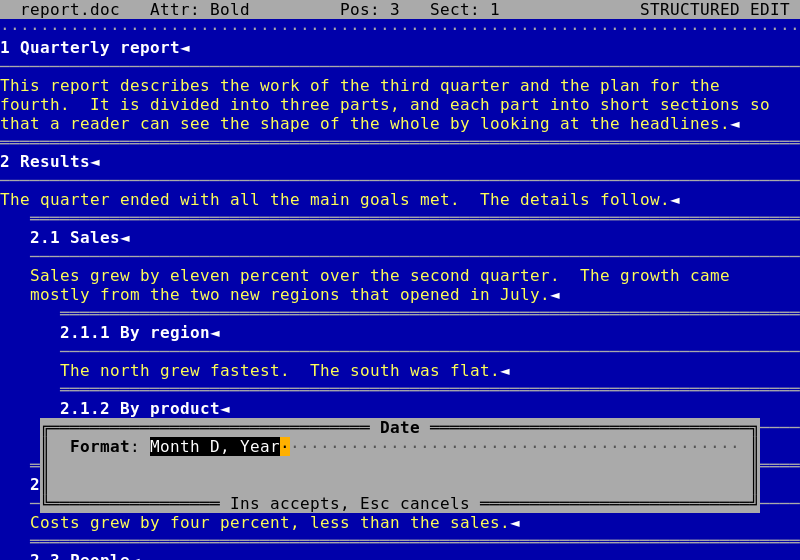 report.doc   Attr: Bold         Pos: 3   Sect: 1              STRUCTURED EDIT
1 Quarterly report◄
This report describes the work of the third quarter and the plan for the
fourth.  It is divided into three parts, and each part into short sections so
that a reader can see the shape of the whole by looking at the headlines.◄
2 Results◄
The quarter ended with all the main goals met.  The details follow.◄
2.1 Sales◄
Sales grew by eleven percent over the second quarter.  The growth came
mostly from the two new regions that opened in July.◄
2.1.1 By region◄
The north grew fastest.  The south was flat.◄
2.1.2 By product◄
Date
Format: Month D, Year
2
Ins accepts, Esc cancels
Costs grew by four percent, less than the sales.◄
2.3 People◄